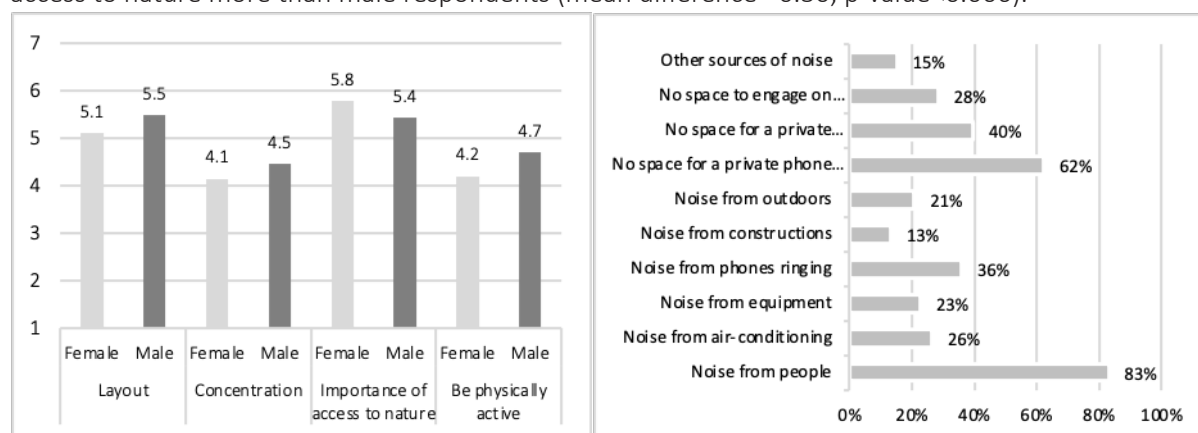 access to nature more than male respondents (mean difference p-value
7
6
5
4
3
2
1
5.1
5.5
4.1
4.5
5.8
5.4
4.2
4.7
Female Male Female Male Female Male Female Male
Layout Concentration Importance of access to nature Be physically active
Other sources of noise 15%
No space to engage on... 28%
No space for a private... 40%
No space for a private phone... 62%
Noise from outdoors 21%
Noise from constructions 13%
Noise from phones ringing 36%
Noise from equipment 23%
Noise from air-conditioning 26%
Noise from people 83%
0% 20% 40% 60% 80% 100%